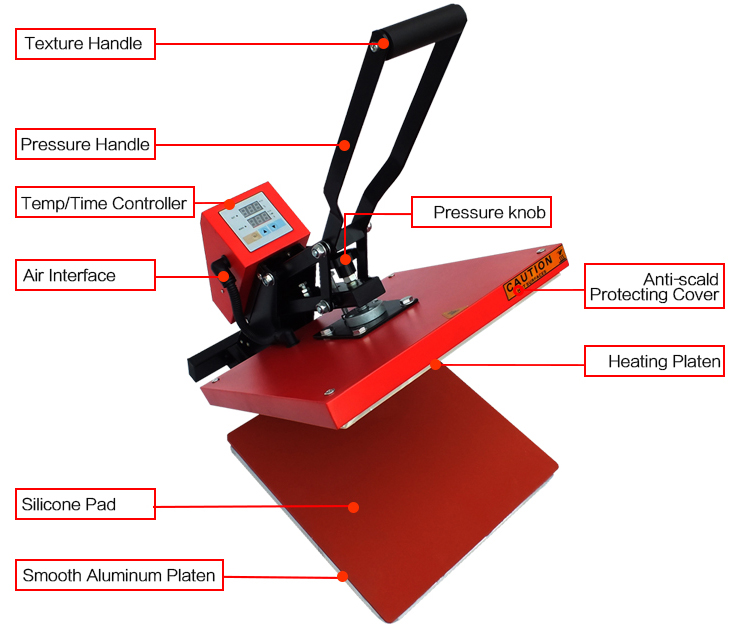 Texture Handle
Pressure Handle
Temp/Time Controller
Pressure knob
Air Interface
CAUTION
Anti-scald
Protecting Cover
Heating Platen
Silicone Pad
Smooth Aluminum Platen